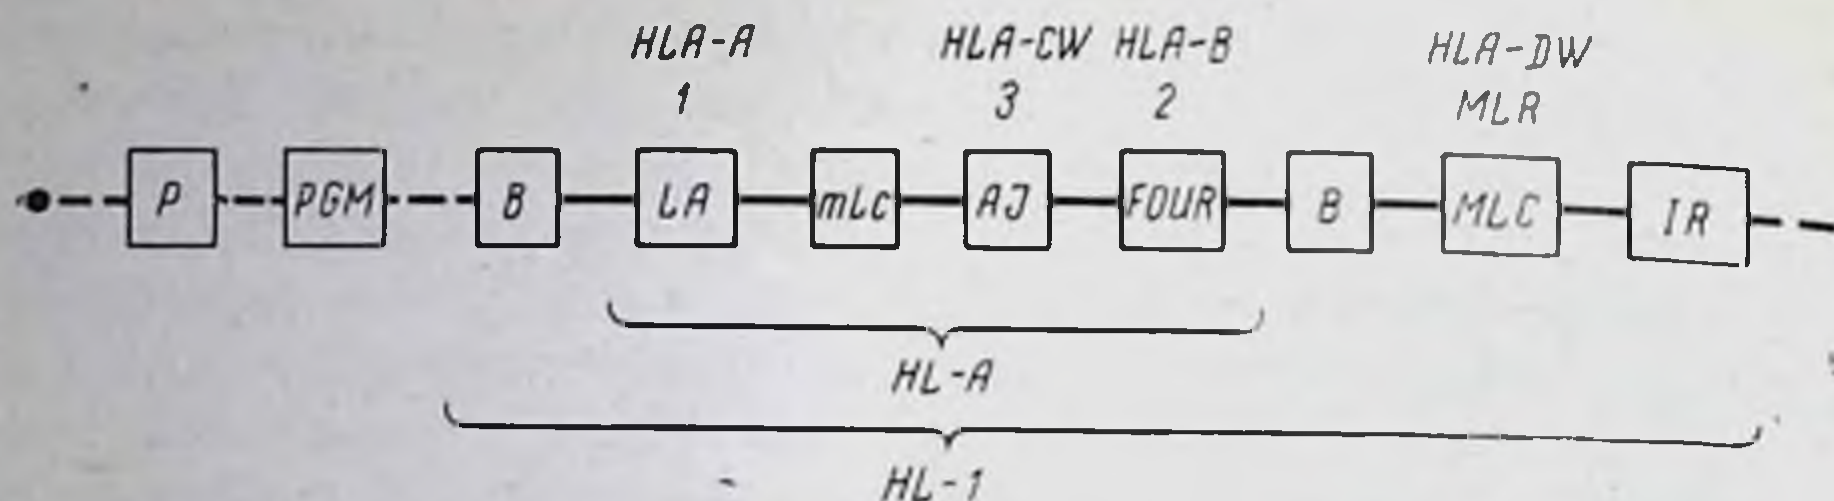 HLA-A HLA-CW HLA-B HLA-DW
1 3 2 MLR
P PGM B LA mLc AJ FOUR B MLC IR
HL-A
HL-1